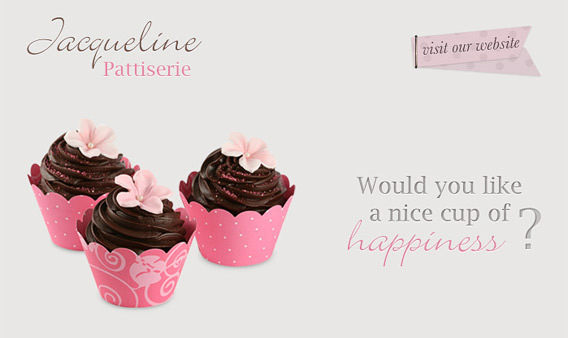 Jacqueline
Pattiserie
visit our website
Would you like
a nice cup of
happiness ?